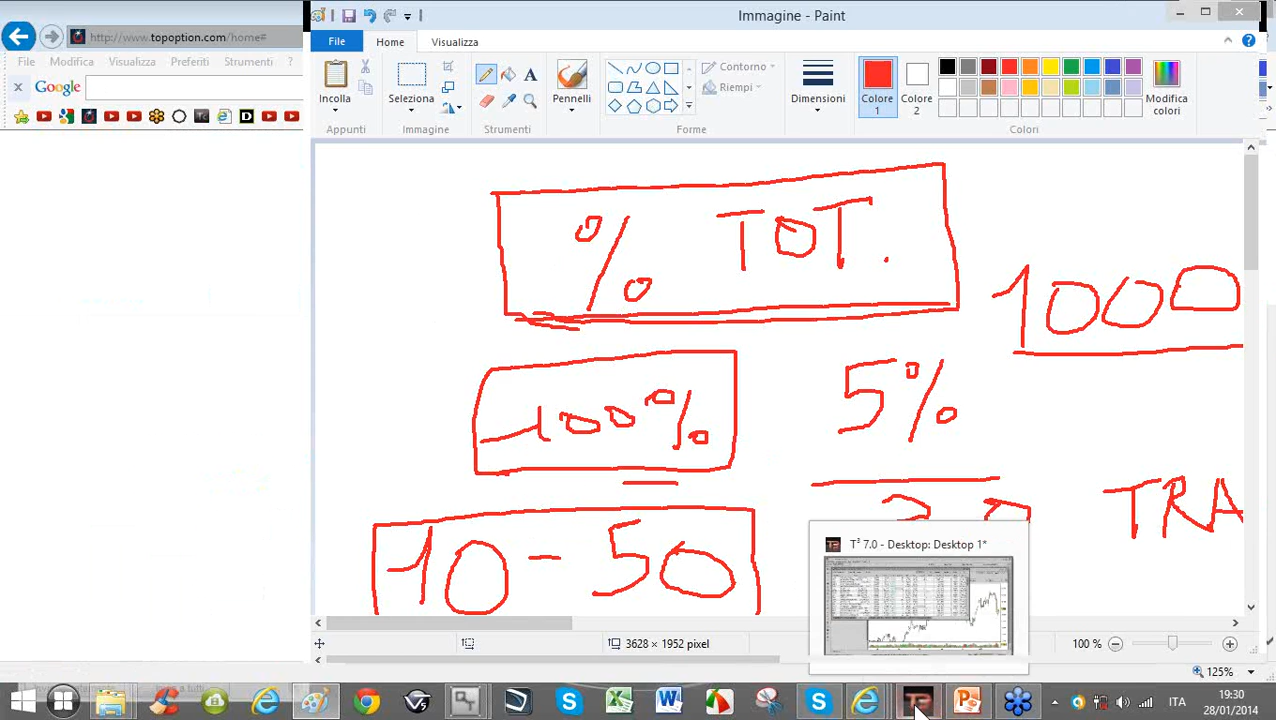 Immagine - Paint
http://www.topoption.com/home#
File Home Visualizza
File Modifica Visualizza Preferiti Strumenti ?
Google
Incolla
Seleziona
Pennelli
Contorno
Riempi
Dimensioni
Colore 1
Colore 2
Modifica colori
Appunti Immagine Strumenti Forme Colori
% TOT.
1000
100%
5%
TRA
10 - 50
T³ 7.0 - Desktop: Desktop 1*
3628 × 1952 pixel
100 %
125%
ITA
19:30
28/01/2014